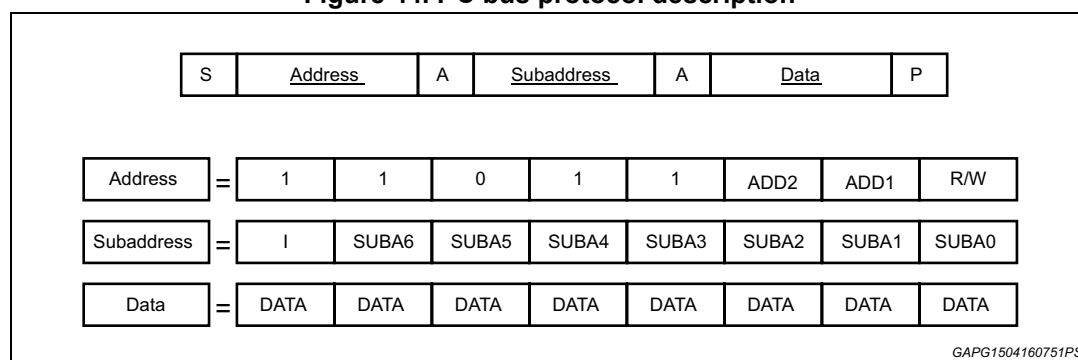 S Address A Subaddress A Data P
Address = 1 1 0 1 1 ADD2 ADD1 R/W
Subaddress = I SUBA6 SUBA5 SUBA4 SUBA3 SUBA2 SUBA1 SUBA0
Data = DATA DATA DATA DATA DATA DATA DATA DATA
GAPG1504160751PS